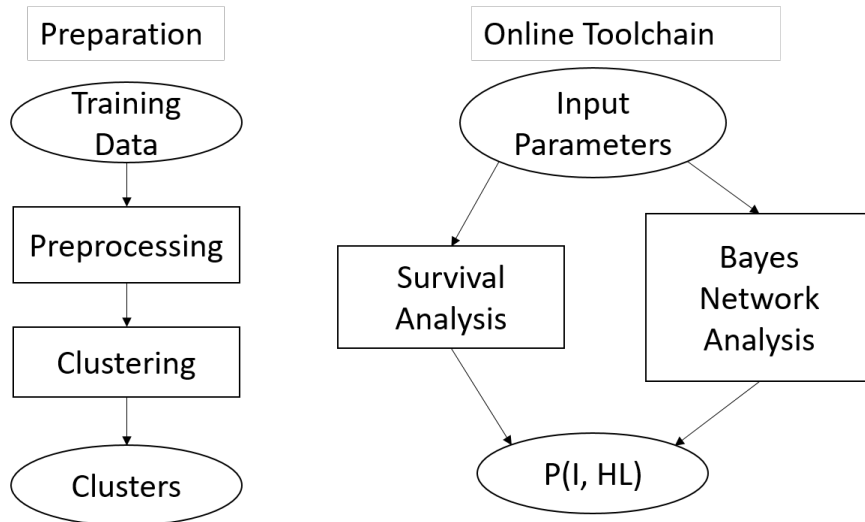 Preparation
Training
Data
Preprocessing
Clustering
Clusters
Online Toolchain
Input
Parameters
Survival
Analysis
Bayes
Network
Analysis
P(I, HL)